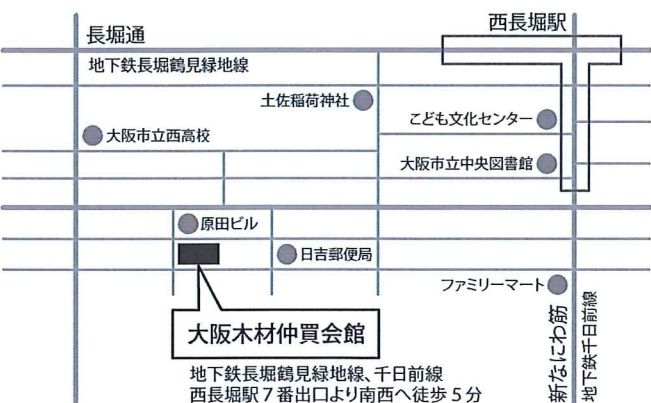 長堀通
西長堀駅
地下鉄長堀鶴見緑地線
土佐稲荷神社
こども文化センター
大阪市立西高校
大阪市立中央図書館
原田ビル
日吉郵便局
ファミリーマート
大阪木材仲買会館
新なにわ筋
地下鉄千日前線
地下鉄長堀鶴見緑地線、千日前線
西長堀駅7番出口より南西へ徒歩5分